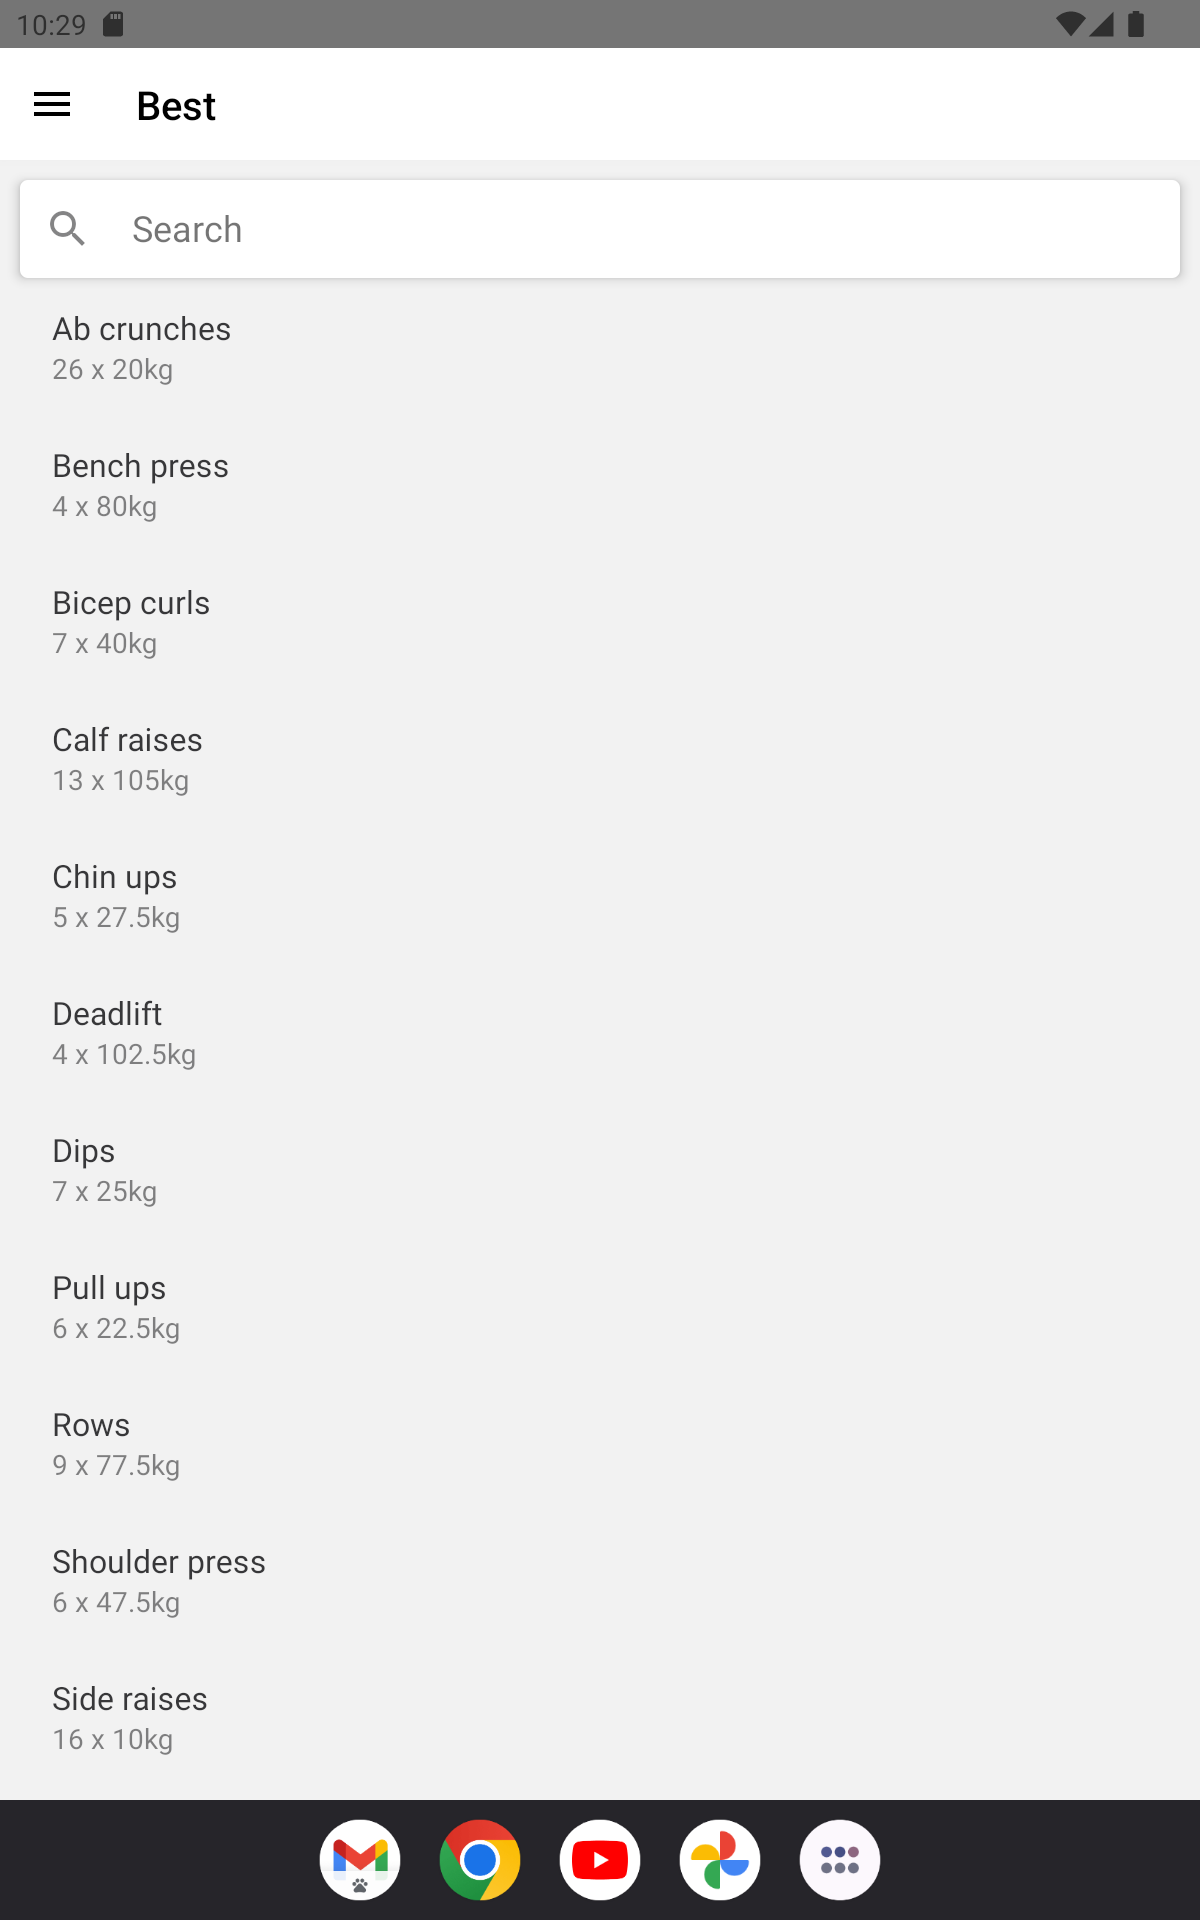 10:29
Best
Search
Ab crunches
26 x 20kg
Bench press
4 x 80kg
Bicep curls
7 x 40kg
Calf raises
13 x 105kg
Chin ups
5 x 27.5kg
Deadlift
4 x 102.5kg
Dips
7 x 25kg
Pull ups
6 x 22.5kg
Rows
9 x 77.5kg
Shoulder press
6 x 47.5kg
Side raises
16 x 10kg